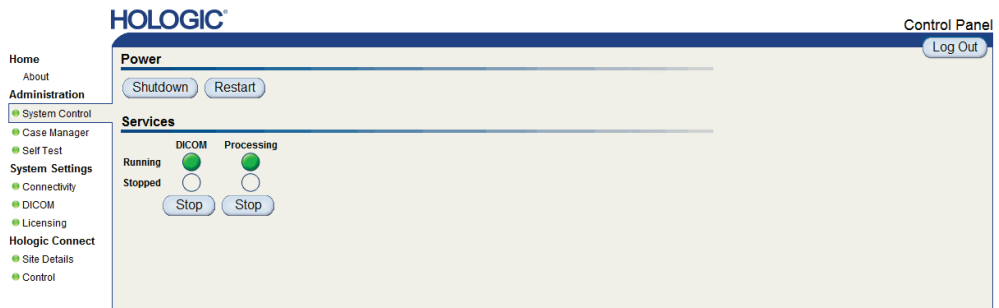 HOLOGIC®
Control Panel
Log Out
Home
About
Administration
System Control
Case Manager
Self Test
System Settings
Connectivity
DICOM
Licensing
Hologic Connect
Site Details
Control
Power
Shutdown Restart
Services
DICOM Processing
Running
Stopped
Stop Stop